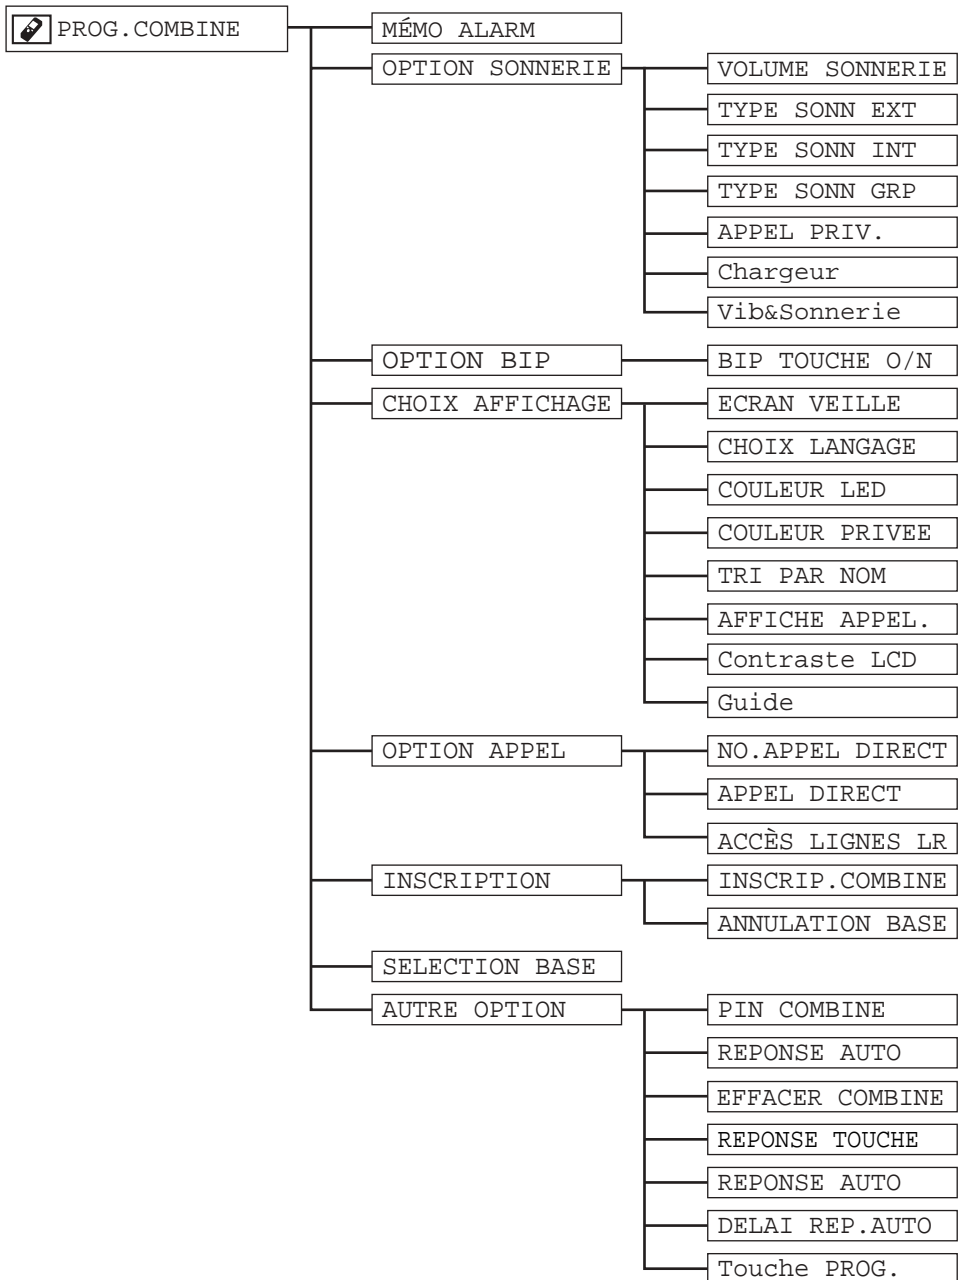 PROG.COMBINE
MÉMO ALARM
OPTION SONNERIE
VOLUME SONNERIE
TYPE SONN EXT
TYPE SONN INT
TYPE SONN GRP
APPEL PRIV.
Chargeur
Vib&Sonnerie
OPTION BIP
BIP TOUCHE O/N
CHOIX AFFICHAGE
ECRAN VEILLE
CHOIX LANGAGE
COULEUR LED
COULEUR PRIVEE
TRI PAR NOM
AFFICHE APPEL.
Contraste LCD
Guide
OPTION APPEL
NO.APPEL DIRECT
APPEL DIRECT
ACCÈS LIGNES LR
INSCRIPTION
INSCRIP.COMBINE
ANNULATION BASE
SELECTION BASE
AUTRE OPTION
PIN COMBINE
REPONSE AUTO
EFFACER COMBINE
REPONSE TOUCHE
REPONSE AUTO
DELAI REP.AUTO
Touche PROG.